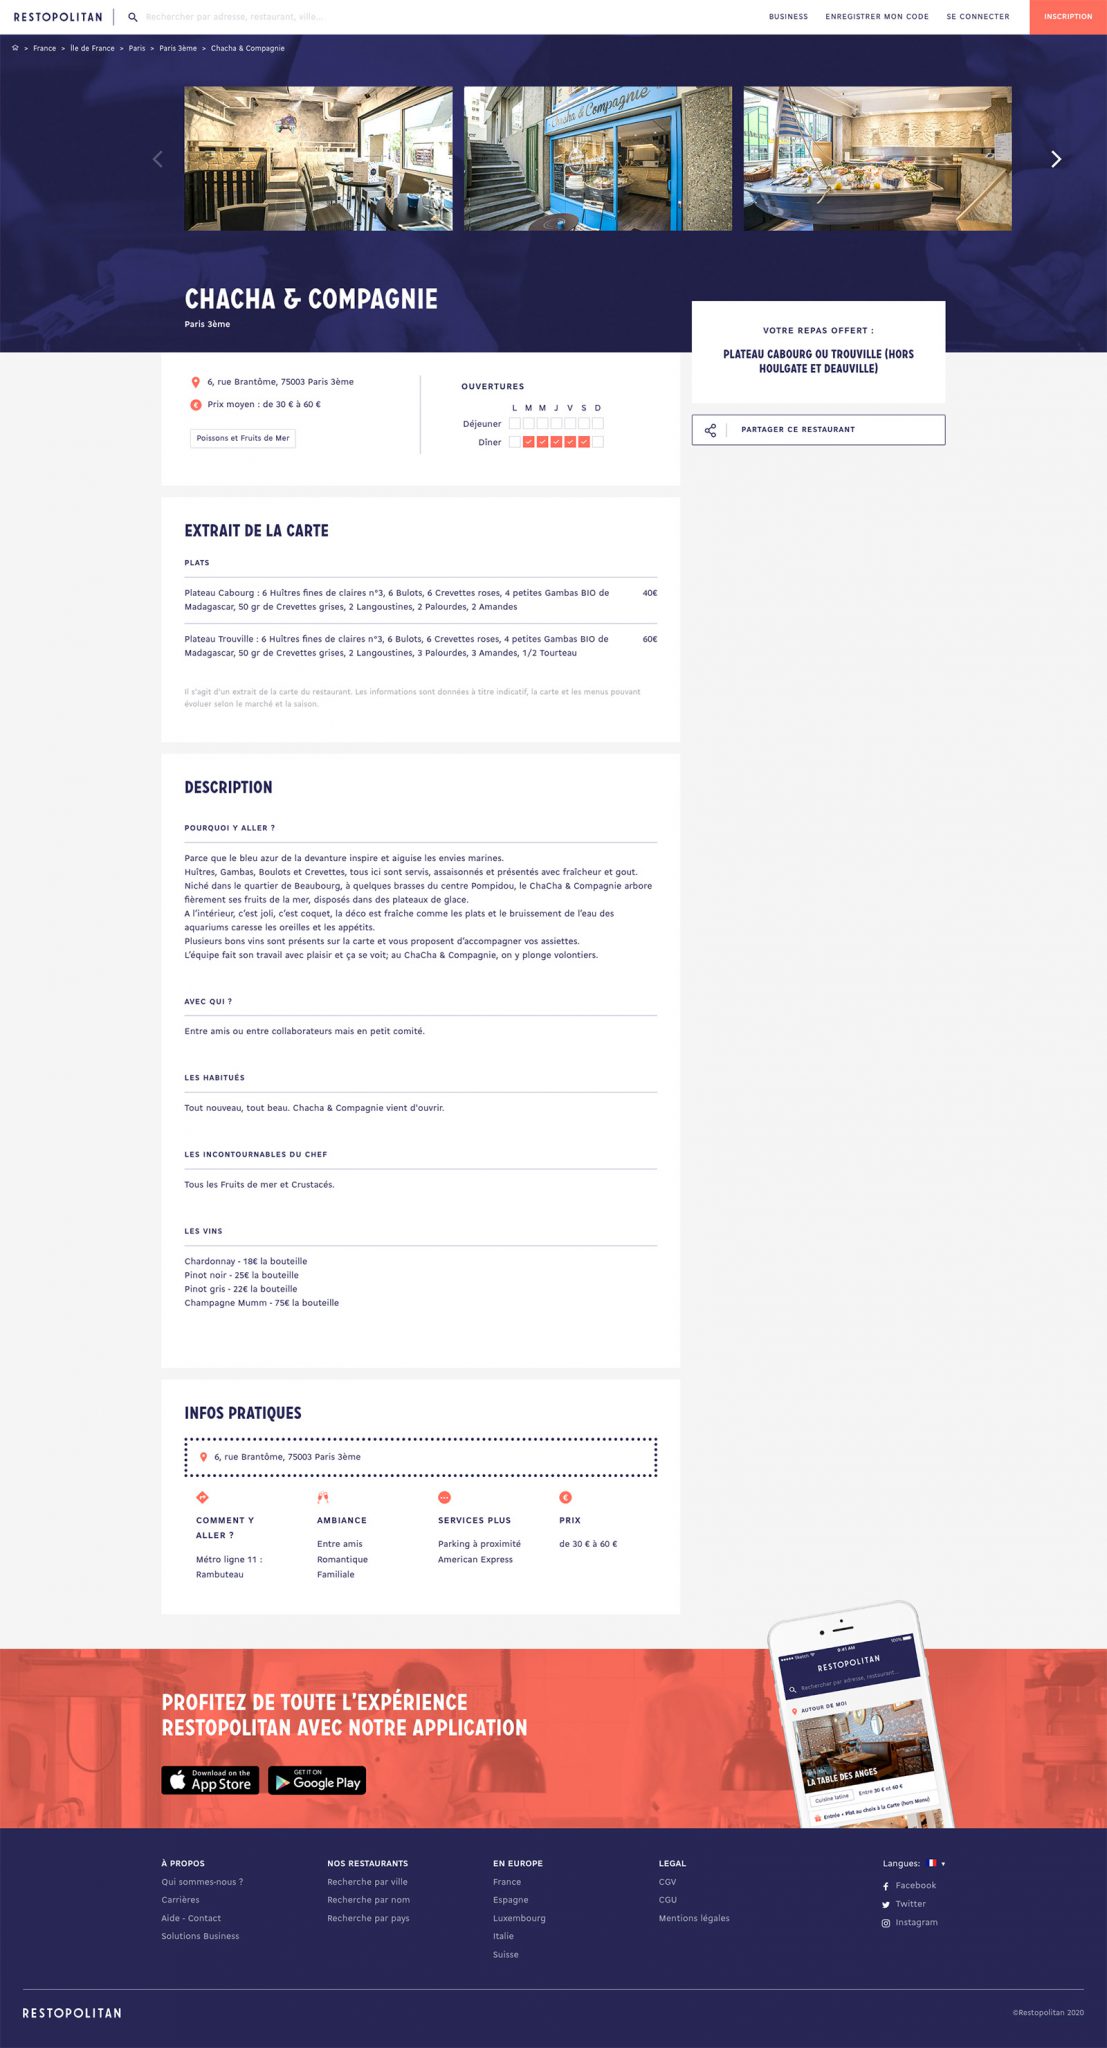 RESTOPOLITAN
Rechercher par adresse, restaurant, ville...
BUSINESS
ENREGISTRER MON CODE
SE CONNECTER
INSCRIPTION
> France > Île de France > Paris > Paris 3ème > Chacha & Compagnie
Chacha & Compagnie
CHACHA & COMPAGNIE
Paris 3ème
VOTRE REPAS OFFERT :
PLATEAU CABOURG OU TROUVILLE (HORS
HOULGATE ET DEAUVILLE)
PARTAGER CE RESTAURANT
6, rue Brantôme, 75003 Paris 3ème
Prix moyen : de 30 € à 60 €
Poissons et Fruits de Mer
OUVERTURES
L M M J V S D
Déjeuner
Dîner
EXTRAIT DE LA CARTE
PLATS
Plateau Cabourg : 6 Huîtres fines de claires n°3, 6 Bulots, 6 Crevettes roses, 4 petites Gambas BIO de 40€
Madagascar, 50 gr de Crevettes grises, 2 Langoustines, 2 Palourdes, 2 Amandes
Plateau Trouville : 6 Huîtres fines de claires n°3, 6 Bulots, 6 Crevettes roses, 4 petites Gambas BIO de 60€
Madagascar, 50 gr de Crevettes grises, 2 Langoustines, 3 Palourdes, 3 Amandes, 1/2 Tourteau
Il s'agit d'un extrait de la carte du restaurant. Les informations sont données à titre indicatif, la carte et les menus pouvant
évoluer selon le marché et la saison.
DESCRIPTION
POURQUOI Y ALLER ?
Parce que le bleu azur de la devanture inspire et aiguise les envies marines.
Huîtres, Gambas, Boulots et Crevettes, tous ici sont servis, assaisonnés et présentés avec fraîcheur et gout.
Niché dans le quartier de Beaubourg, à quelques brasses du centre Pompidou, le ChaCha & Compagnie arbore
fièrement ses fruits de la mer, disposés dans des plateaux de glace.
A l'intérieur, c'est joli, c'est coquet, la déco est fraîche comme les plats et le bruissement de l'eau des
aquariums caresse les oreilles et les appétits.
Plusieurs bons vins sont présents sur la carte et vous proposent d'accompagner vos assiettes.
L'équipe fait son travail avec plaisir et ça se voit; au ChaCha & Compagnie, on y plonge volontiers.
AVEC QUI ?
Entre amis ou entre collaborateurs mais en petit comité.
LES HABITUÉS
Tout nouveau, tout beau. Chacha & Compagnie vient d'ouvrir.
LES INCONTOURNABLES DU CHEF
Tous les Fruits de mer et Crustacés.
LES VINS
Chardonnay - 18€ la bouteille
Pinot noir - 25€ la bouteille
Pinot gris - 22€ la bouteille
Champagne Mumm - 75€ la bouteille
INFOS PRATIQUES
6, rue Brantôme, 75003 Paris 3ème
COMMENT Y
ALLER ?
Métro ligne 11 :
Rambuteau
AMBIANCE
Entre amis
Romantique
Familiale
SERVICES PLUS
Parking à proximité
American Express
PRIX
de 30 € à 60 €
PROFITEZ DE TOUTE L'EXPÉRIENCE
RESTOPOLITAN AVEC NOTRE APPLICATION
Download on the
App Store
GET IT ON
Google Play
Sketch
9:41 AM
100%
RESTOPOLITAN
Rechercher par adresse, restaurant...
AUTOUR DE MOI
LA TABLE DES ANGES
Cuisine latine
Entre 30 € et 60 €
Entrée + Plat au choix à la Carte (hors Menu)
À PROPOS
Qui sommes-nous ?
Carrières
Aide - Contact
Solutions Business
NOS RESTAURANTS
Recherche par ville
Recherche par nom
Recherche par pays
EN EUROPE
France
Espagne
Luxembourg
Italie
Suisse
LEGAL
CGV
CGU
Mentions légales
Langues:
Facebook
Twitter
Instagram
RESTOPOLITAN
©Restopolitan 2020